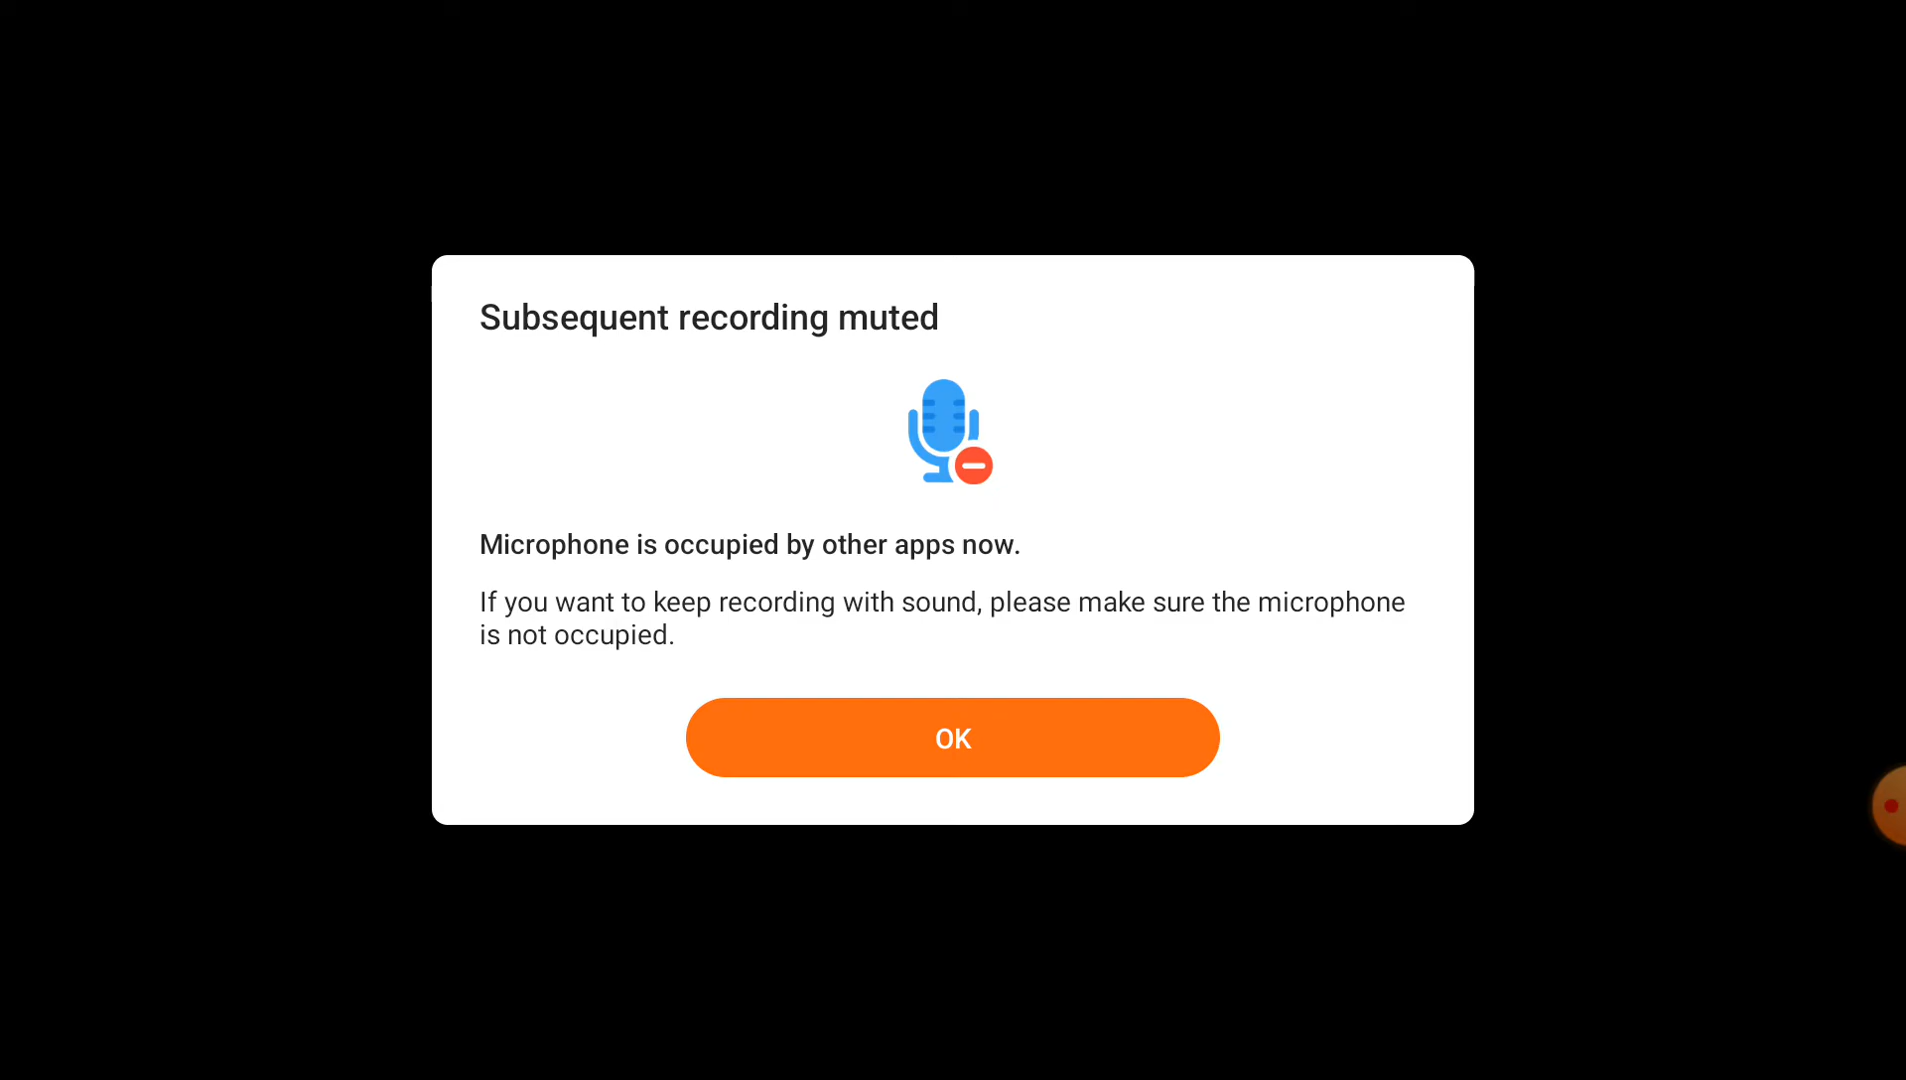 Subsequent recording muted
Microphone is occupied by other apps now.
If you want to keep recording with sound, please make sure the microphone
is not occupied.
OK